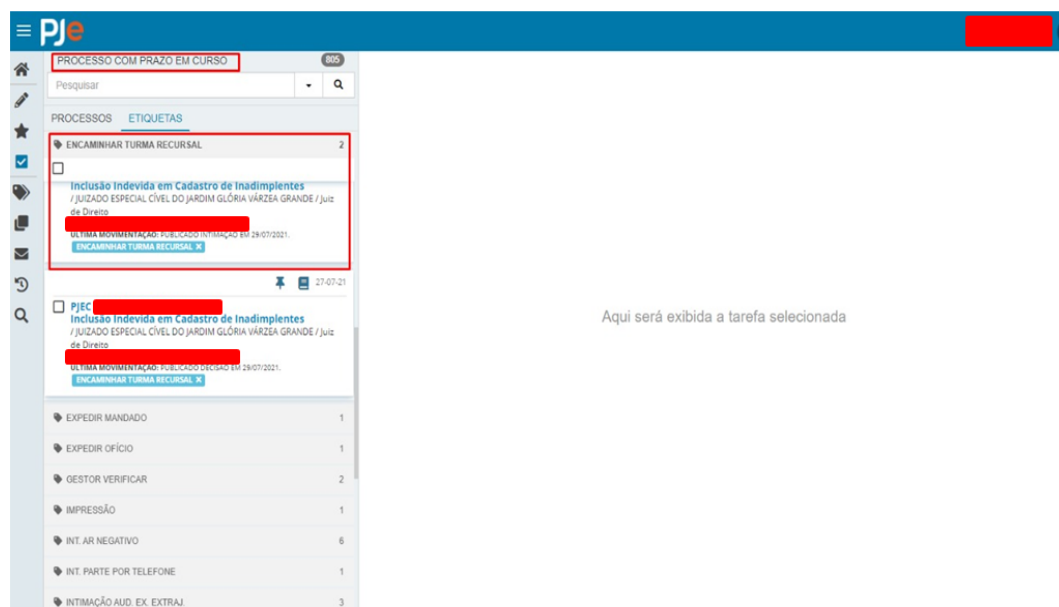 PJe
PROCESSO COM PRAZO EM CURSO 805
Pesquisar
PROCESSOS ETIQUETAS
ENCAMINHAR TURMA RECURSAL 2
Inclusão Indevida em Cadastro de Inadimplentes
/ JUIZADO ESPECIAL CÍVEL DO JARDIM GLÓRIA VÁRZEA GRANDE / Juiz
de Direito
ÚLTIMA MOVIMENTAÇÃO: PUBLICADO INTIMAÇÃO EM 29/07/2021.
ENCAMINHAR TURMA RECURSAL X
27-07-21
PJEC
Inclusão Indevida em Cadastro de Inadimplentes
/ JUIZADO ESPECIAL CÍVEL DO JARDIM GLÓRIA VÁRZEA GRANDE / Juiz
de Direito
ÚLTIMA MOVIMENTAÇÃO: PUBLICADO DECISÃO EM 29/07/2021.
ENCAMINHAR TURMA RECURSAL X
EXPEDIR MANDADO 1
EXPEDIR OFÍCIO 1
GESTOR VERIFICAR 2
IMPRESSÃO 1
INT. AR NEGATIVO 6
INT. PARTE POR TELEFONE 1
INTIMAÇÃO AUD. EX. EXTRAJ. 3
Aqui será exibida a tarefa selecionada